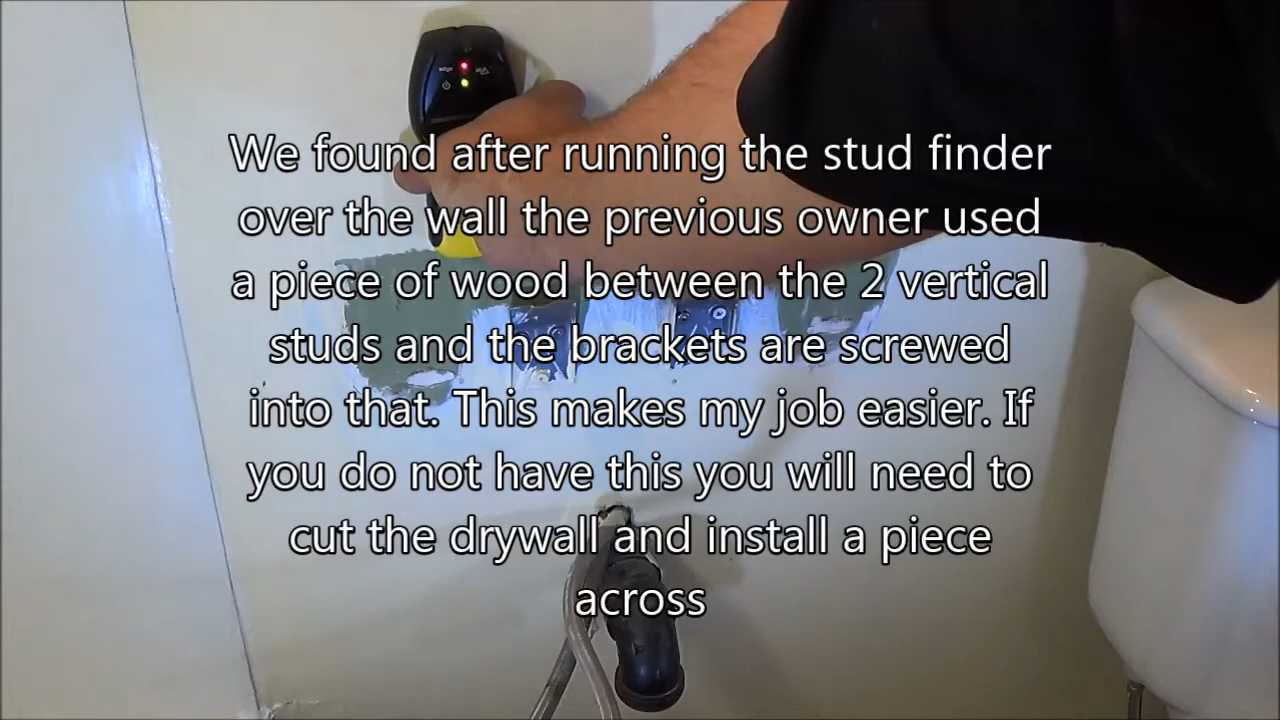 We found after running the stud finder
over the wall the previous owner used
a piece of wood between the 2 vertical
studs and the brackets are screwed
into that. This makes my job easier. If
you do not have this you will need to
cut the drywall and install a piece
across